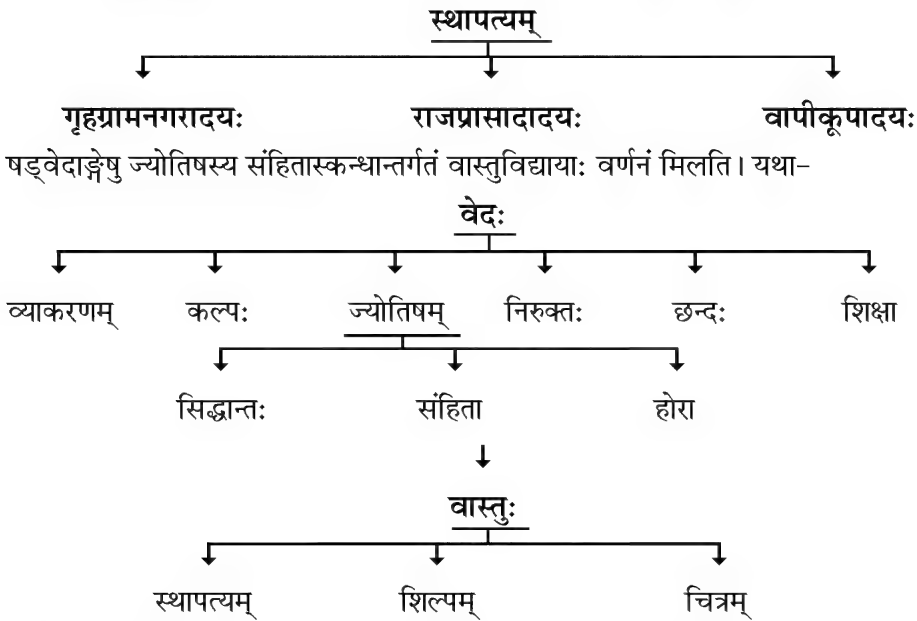 स्थापत्यम्
गृहग्रामनगरादयः राजप्रासादादयः वापीकूपादयः
षड्वेदाङ्गेषु ज्योतिषस्य संहितास्कन्धान्तर्गतं वास्तुविद्यायाः वर्णनं मिलति। यथा-
वेदः
व्याकरणम् कल्पः ज्योतिषम् निरुक्तः छन्दः शिक्षा
सिद्धान्तः संहिता होरा
वास्तुः
स्थापत्यम् शिल्पम् चित्रम्